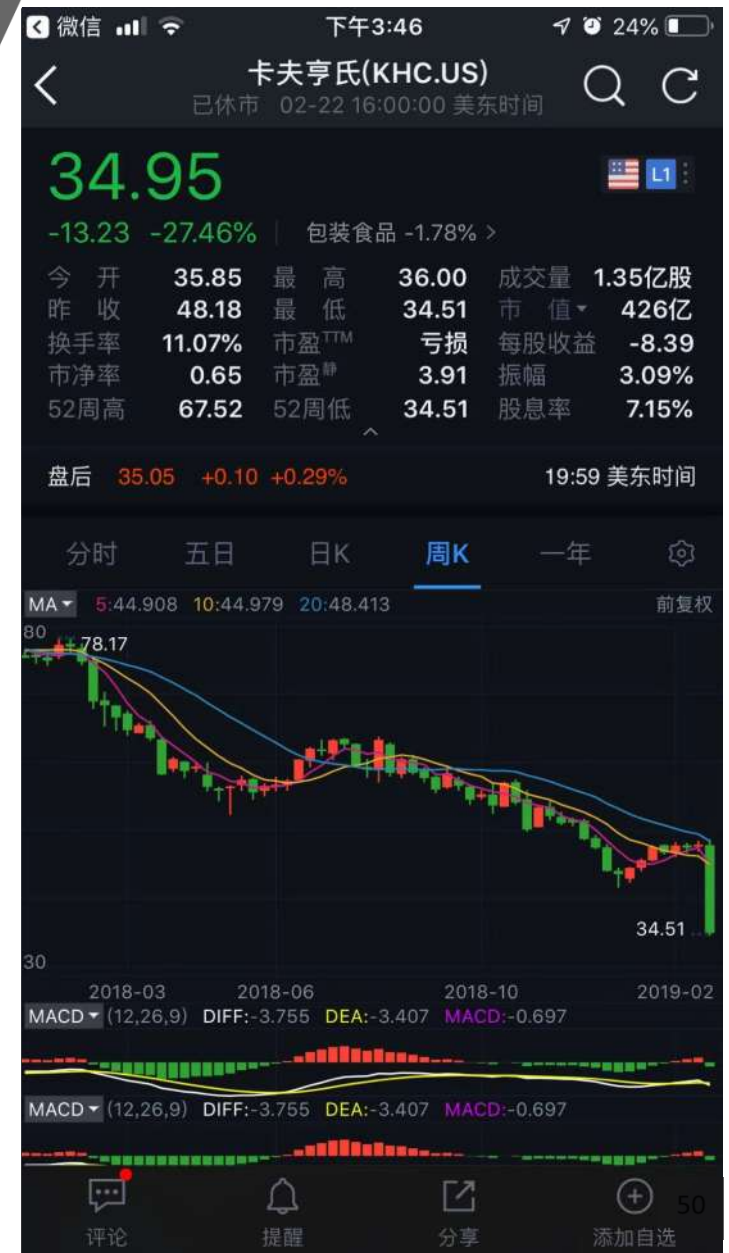 微信 下午3:46 24%
卡夫亨氏(KHC.US)
已休市 02-22 16:00:00 美东时间
34.95
L1
-13.23 -27.46% 包装食品 -1.78% >
今 开 35.85 最 高 36.00 成交量 1.35亿股
昨 收 48.18 最 低 34.51 市 值 426亿
换手率 11.07% 市盈TTM 亏损 每股收益 -8.39
市净率 0.65 市盈静 3.91 振幅 3.09%
52周高 67.52 52周低 34.51 股息率 7.15%
盘后 35.05 +0.10 +0.29% 19:59 美东时间
分时 五日 日K 周K 一年
MA 5:44.908 10:44.979 20:48.413 前复权
80
78.17
34.51
30
2018-03 2018-06 2018-10 2019-02
MACD (12,26,9) DIFF:-3.755 DEA:-3.407 MACD:-0.697
MACD (12,26,9) DIFF:-3.755 DEA:-3.407 MACD:-0.697
50
评论 提醒 分享 添加自选